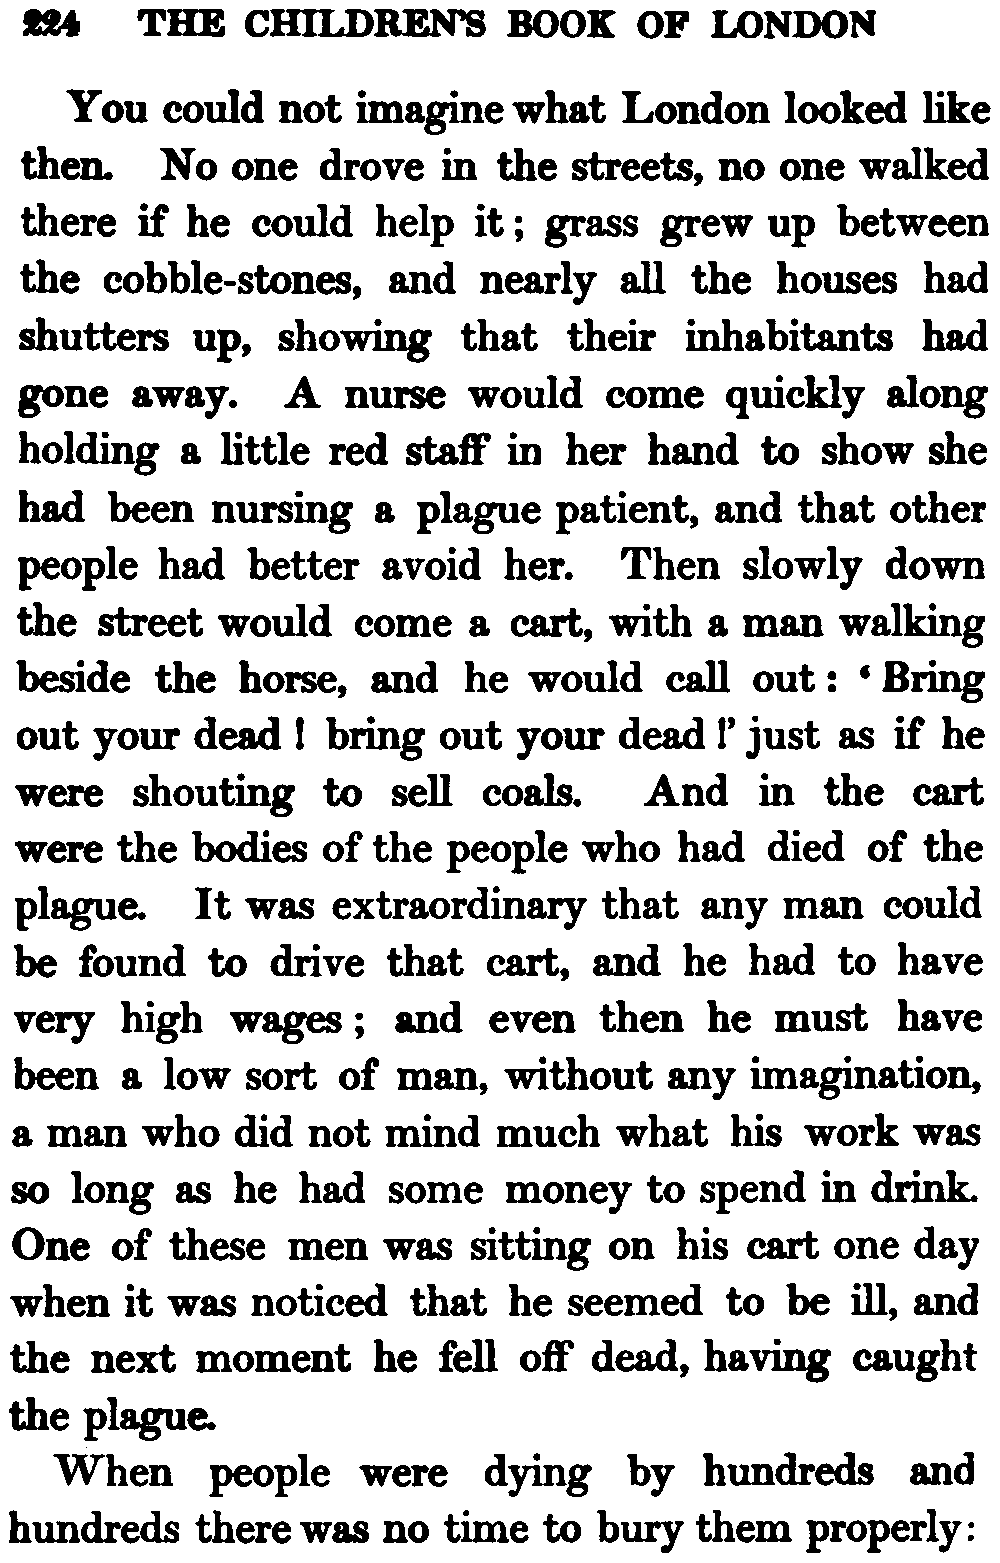 224 THE CHILDREN'S BOOK OF LONDON
You could not imagine what London looked like
then. No one drove in the streets, no one walked
there if he could help it; grass grew up between
the cobble-stones, and nearly all the houses had
shutters up, showing that their inhabitants had
gone away. A nurse would come quickly along
holding a little red staff in her hand to show she
had been nursing a plague patient, and that other
people had better avoid her. Then slowly down
the street would come a cart, with a man walking
beside the horse, and he would call out: 'Bring
out your dead! bring out your dead!' just as if he
were shouting to sell coals. And in the cart
were the bodies of the people who had died of the
plague. It was extraordinary that any man could
be found to drive that cart, and he had to have
very high wages; and even then he must have
been a low sort of man, without any imagination,
a man who did not mind much what his work was
so long as he had some money to spend in drink.
One of these men was sitting on his cart one day
when it was noticed that he seemed to be ill, and
the next moment he fell off dead, having caught
the plague.
When people were dying by hundreds and
hundreds there was no time to bury them properly: